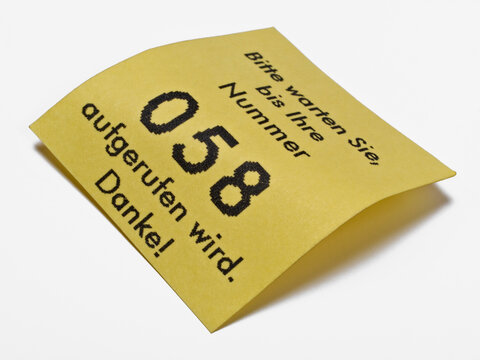 Bitte warten Sie,
bis Ihre
Nummer
058
aufgerufen wird.
Danke!